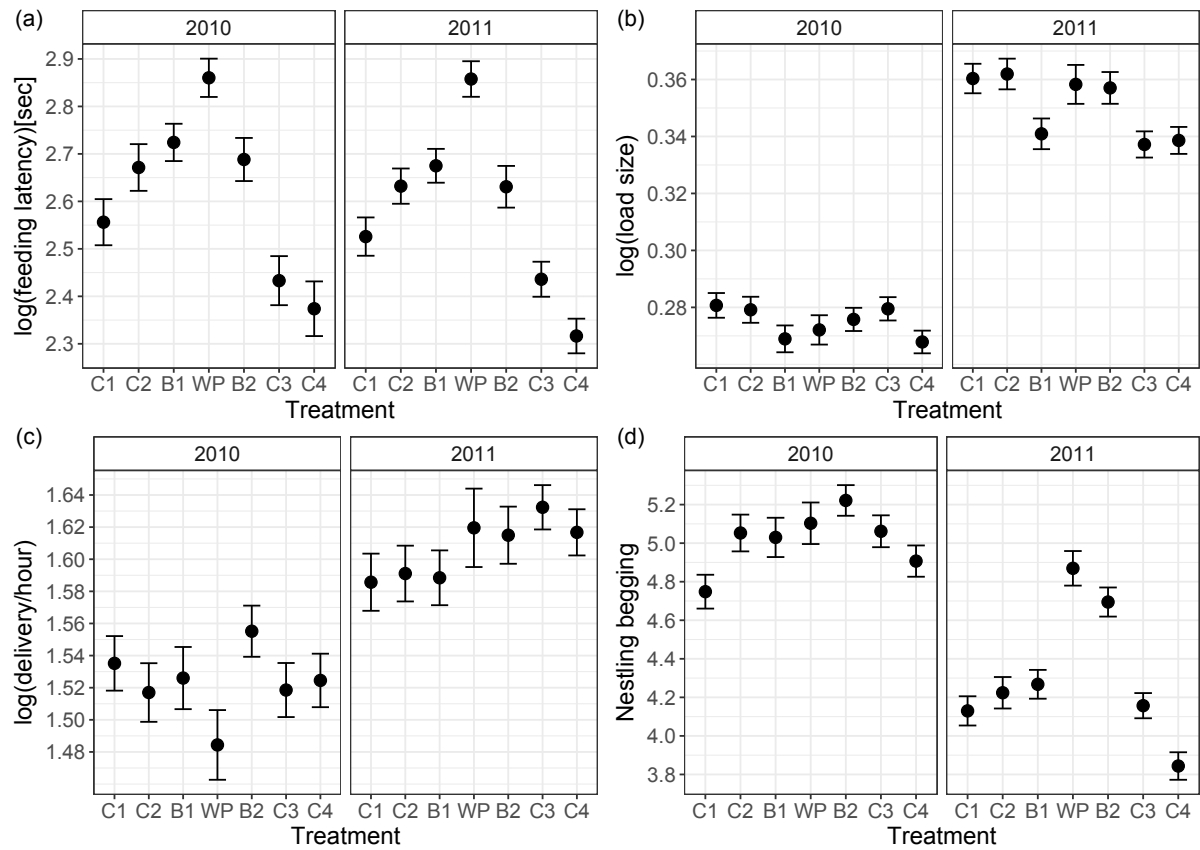 (a)
2010
2011
log(feeding latency)[sec]
2.9
2.8
2.7
2.6
2.5
2.4
2.3
C1 C2 B1 WP B2 C3 C4
C1 C2 B1 WP B2 C3 C4
Treatment
(b)
2010
2011
log(load size)
0.36
0.34
0.32
0.30
0.28
C1 C2 B1 WP B2 C3 C4
C1 C2 B1 WP B2 C3 C4
Treatment
(c)
2010
2011
log(delivery/hour)
1.64
1.62
1.60
1.58
1.56
1.54
1.52
1.50
1.48
C1 C2 B1 WP B2 C3 C4
C1 C2 B1 WP B2 C3 C4
Treatment
(d)
2010
2011
Nestling begging
5.2
5.0
4.8
4.6
4.4
4.2
4.0
3.8
C1 C2 B1 WP B2 C3 C4
C1 C2 B1 WP B2 C3 C4
Treatment